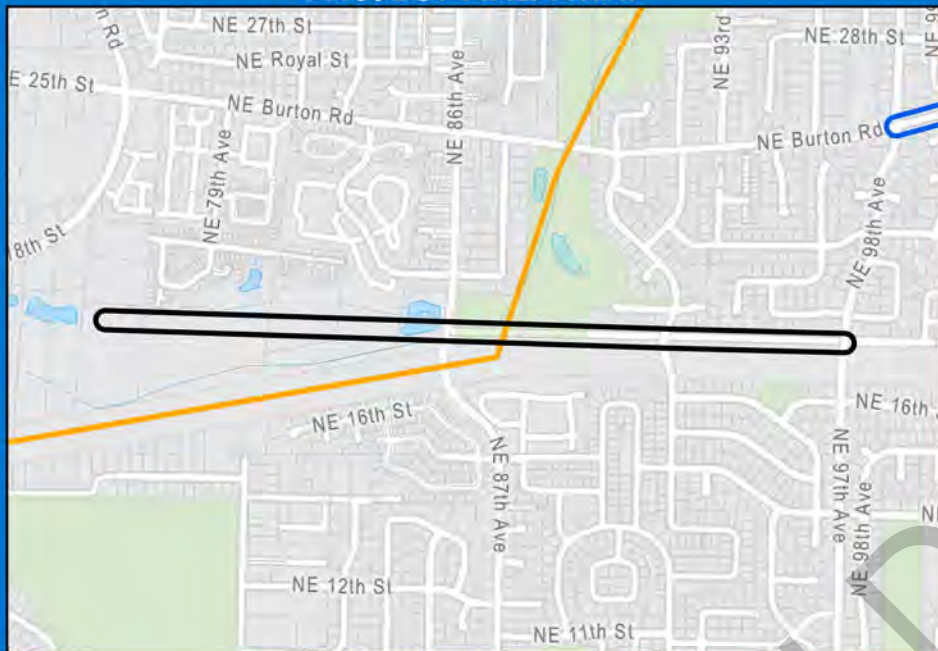 NE 27th St
NE 28th St
NE Royal St
NE 93rd
E 25th St
NE Burton Rd
NE 86th Ave
NE Burton Rd
NE 79th Ave
NE 98th Ave
18th St
NE 16th St
NE 16th
NE 87th Ave
NE 97th Ave
NE 98th Ave
NE 12th St
NE 11th St